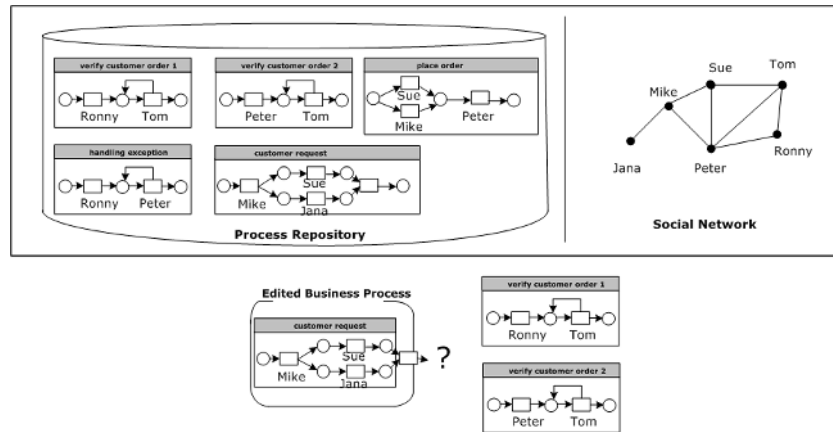 verify customer order 1
Ronny Tom
verify customer order 2
Peter Tom
place order
Sue
Mike Peter
handling exception
Ronny Peter
customer request
Sue
Mike
Jana
Process Repository
Sue Tom
Mike
Jana Peter Ronny
Social Network
Edited Business Process
customer request
Sue
Mike Jana
?
verify customer order 1
Ronny Tom
verify customer order 2
Peter Tom